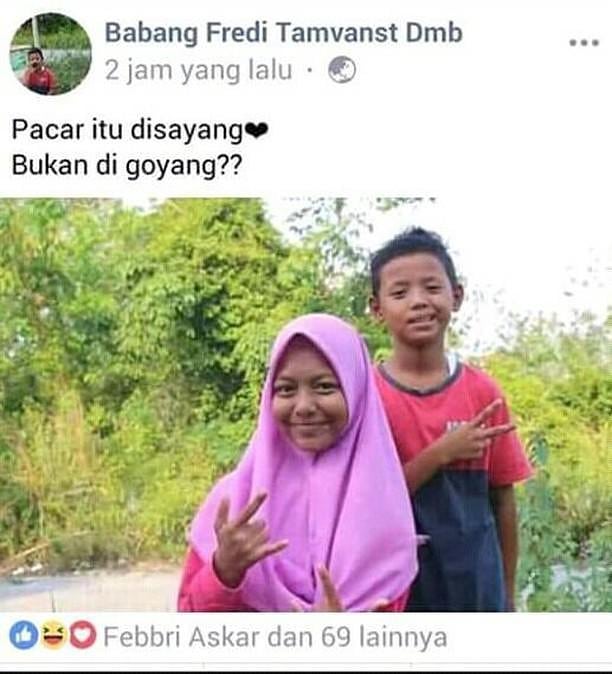 Babang Fredi Tamvanst Dmb
2 jam yang lalu ·
Pacar itu disayang❤
Bukan di goyang??
Febbri Askar dan 69 lainnya